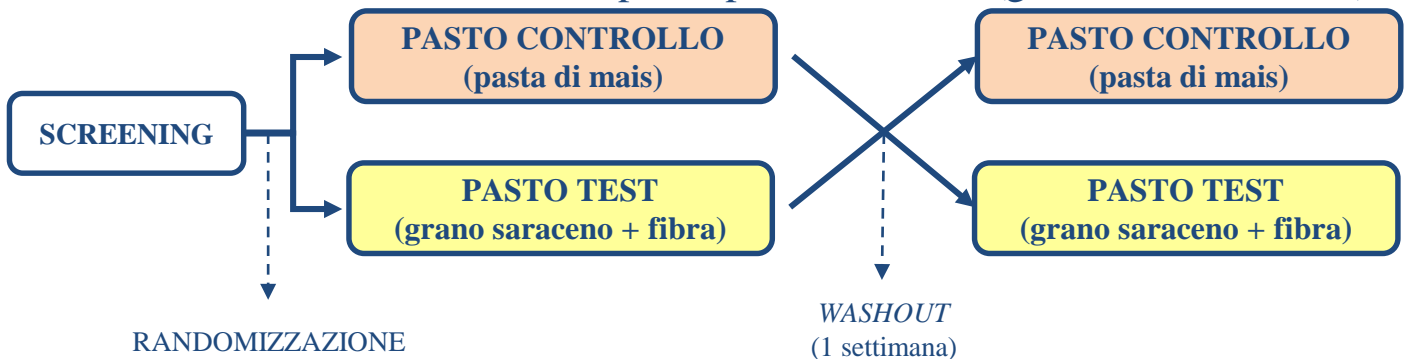 PASTO CONTROLLO
(pasta di mais)
PASTO CONTROLLO
(pasta di mais)
SCREENING
PASTO TEST
(grano saraceno + fibra)
PASTO TEST
(grano saraceno + fibra)
RANDOMIZZAZIONE
WASHOUT
(1 settimana)